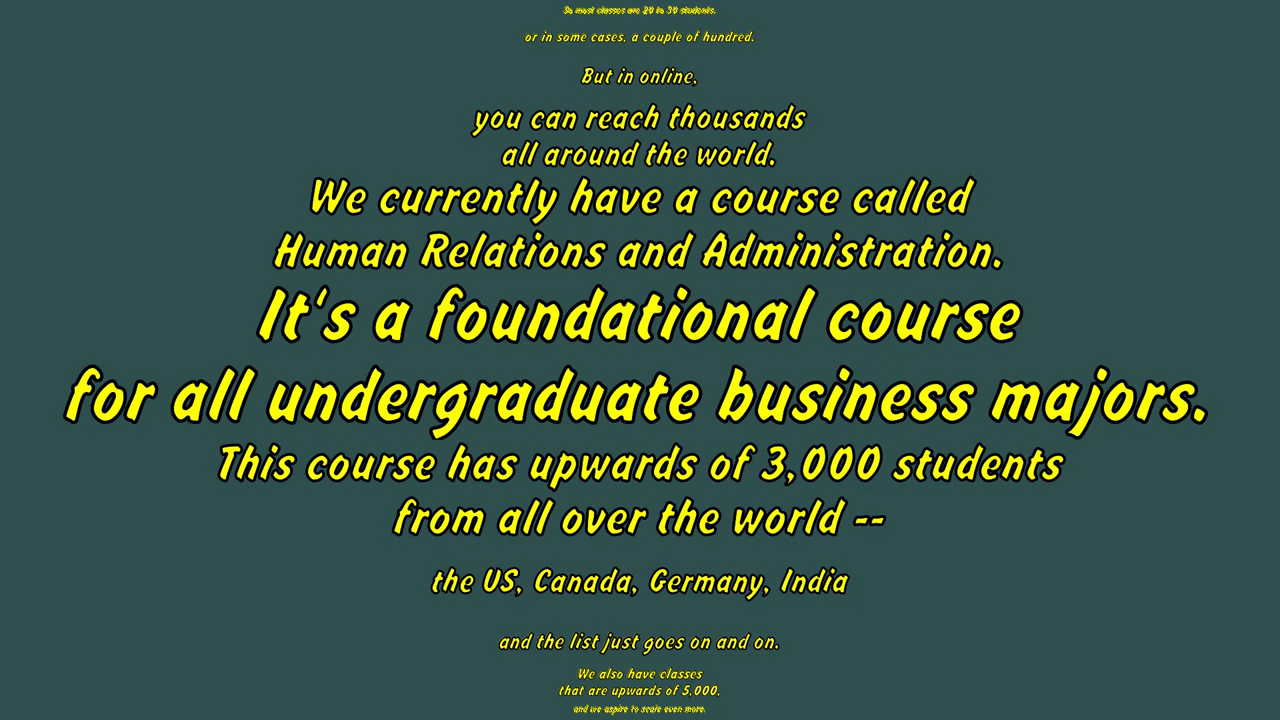 So most classes are 20 to 30 students,
or in some cases, a couple of hundred.
But in online,
you can reach thousands
all around the world.
We currently have a course called
Human Relations and Administration.
It's a foundational course
for all undergraduate business majors.
This course has upwards of 3,000 students
from all over the world --
the US, Canada, Germany, India
and the list just goes on and on.
We also have classes
that are upwards of 5,000,
and we aspire to scale even more.